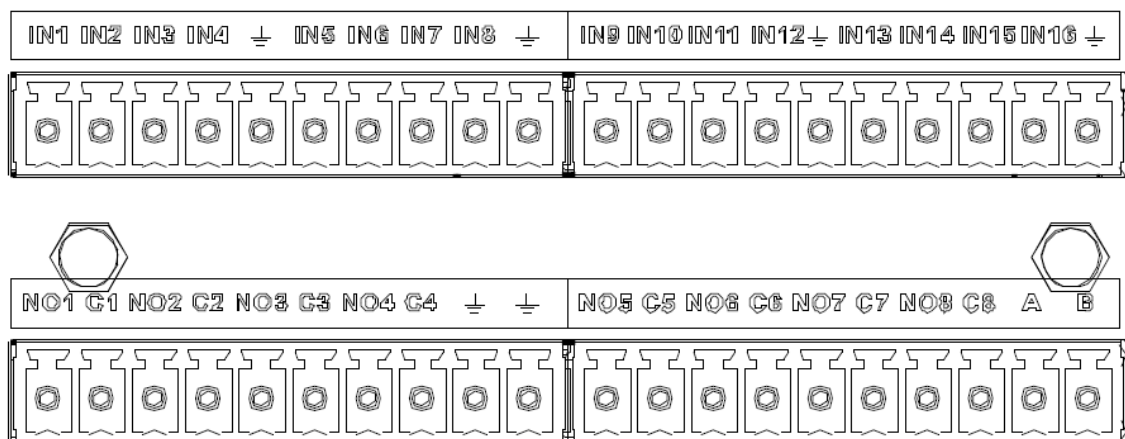 IN1 IN2 IN3 IN4 ⏚ IN5 IN6 IN7 IN8 ⏚ IN9 IN10 IN11 IN12 ⏚ IN13 IN14 IN15 IN16 ⏚
NO1 C1 NO2 C2 NO3 C3 NO4 C4 ⏚ ⏚ NO5 C5 NO6 C6 NO7 C7 NO8 C8 A B